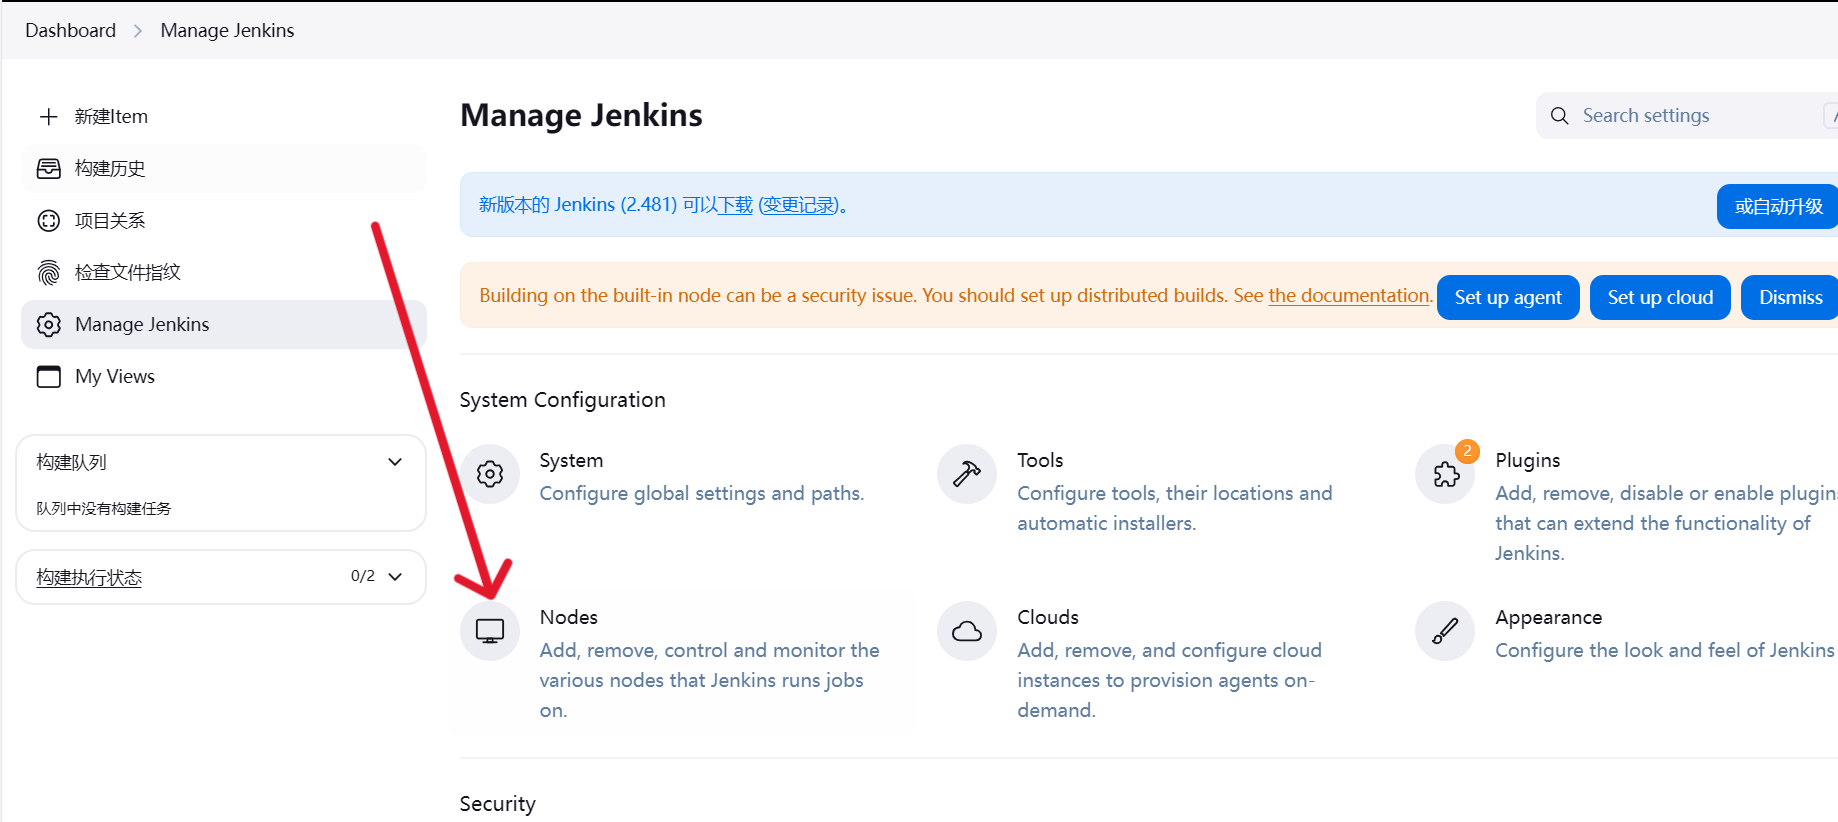 Dashboard > Manage Jenkins
新建Item
构建历史
项目关系
检查文件指纹
Manage Jenkins
My Views
构建队列
队列中没有构建任务
构建执行状态
0/2
Manage Jenkins
Search settings
新版本的 Jenkins (2.481) 可以下载 (变更记录)。
或自动升级
Building on the built-in node can be a security issue. You should set up distributed builds. See the documentation.
Set up agent
Set up cloud
Dismiss
System Configuration
System
Configure global settings and paths.
Tools
Configure tools, their locations and
automatic installers.
2
Plugins
Add, remove, disable or enable plugins
that can extend the functionality of
Jenkins.
Nodes
Add, remove, control and monitor the
various nodes that Jenkins runs jobs
on.
Clouds
Add, remove, and configure cloud
instances to provision agents on-
demand.
Appearance
Configure the look and feel of Jenkins
Security